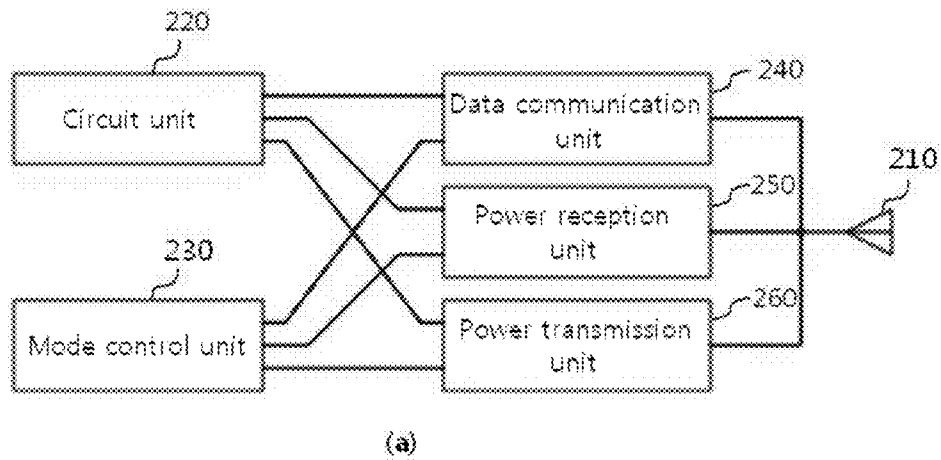 220
Circuit unit
230
Mode control unit
240
Data communication
unit
250
Power reception
unit
260
Power transmission
unit
210
(a)